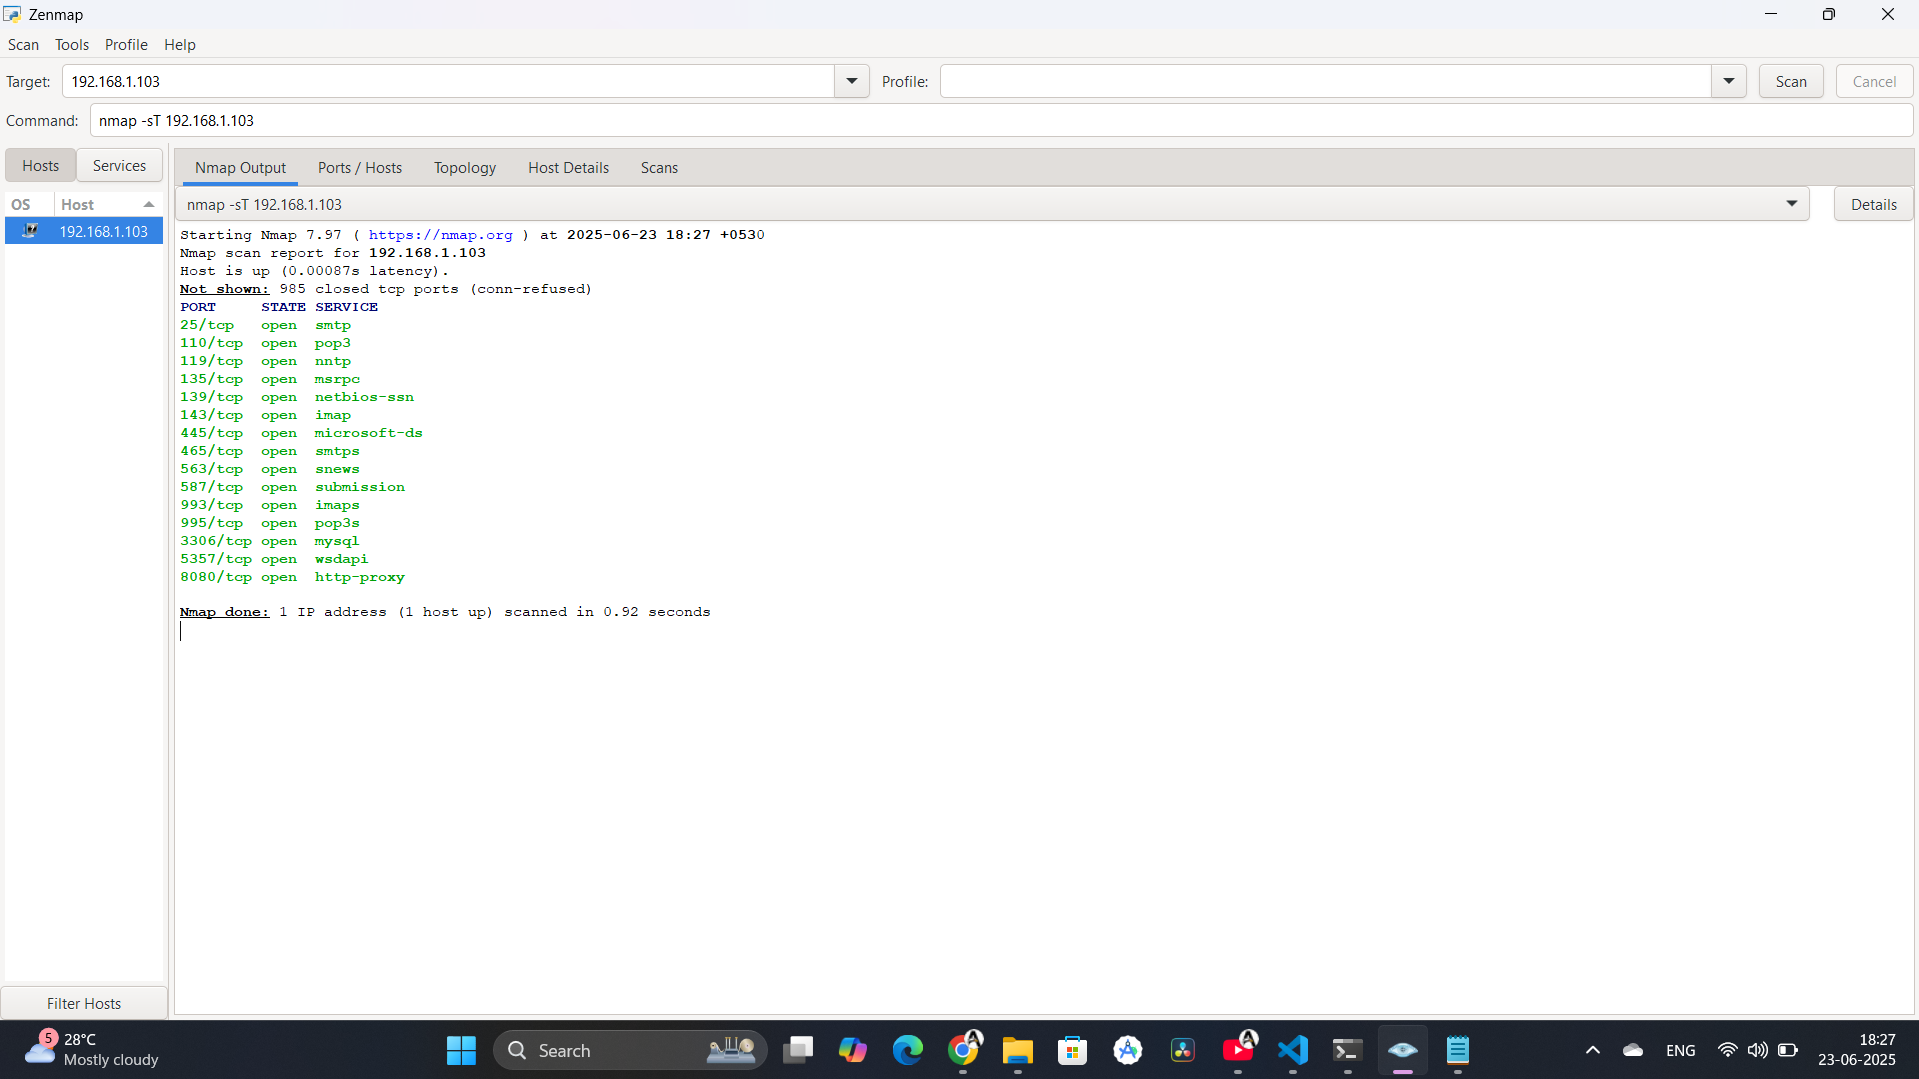 Zenmap
Scan Tools Profile Help
Target: 192.168.1.103 Profile: Scan Cancel
Command: nmap -sT 192.168.1.103
Hosts Services
Nmap Output Ports / Hosts Topology Host Details Scans
OS Host
nmap -sT 192.168.1.103 Details
192.168.1.103
Starting Nmap 7.97 ( https://nmap.org ) at 2025-06-23 18:27 +0530
Nmap scan report for 192.168.1.103
Host is up (0.00087s latency).
Not shown: 985 closed tcp ports (conn-refused)
PORT STATE SERVICE
25/tcp open smtp
110/tcp open pop3
119/tcp open nntp
135/tcp open msrpc
139/tcp open netbios-ssn
143/tcp open imap
445/tcp open microsoft-ds
465/tcp open smtps
563/tcp open snews
587/tcp open submission
993/tcp open imaps
995/tcp open pop3s
3306/tcp open mysql
5357/tcp open wsdapi
8080/tcp open http-proxy
Nmap done: 1 IP address (1 host up) scanned in 0.92 seconds
Filter Hosts
5
28°C
Mostly cloudy
Search
ENG
18:27
23-06-2025